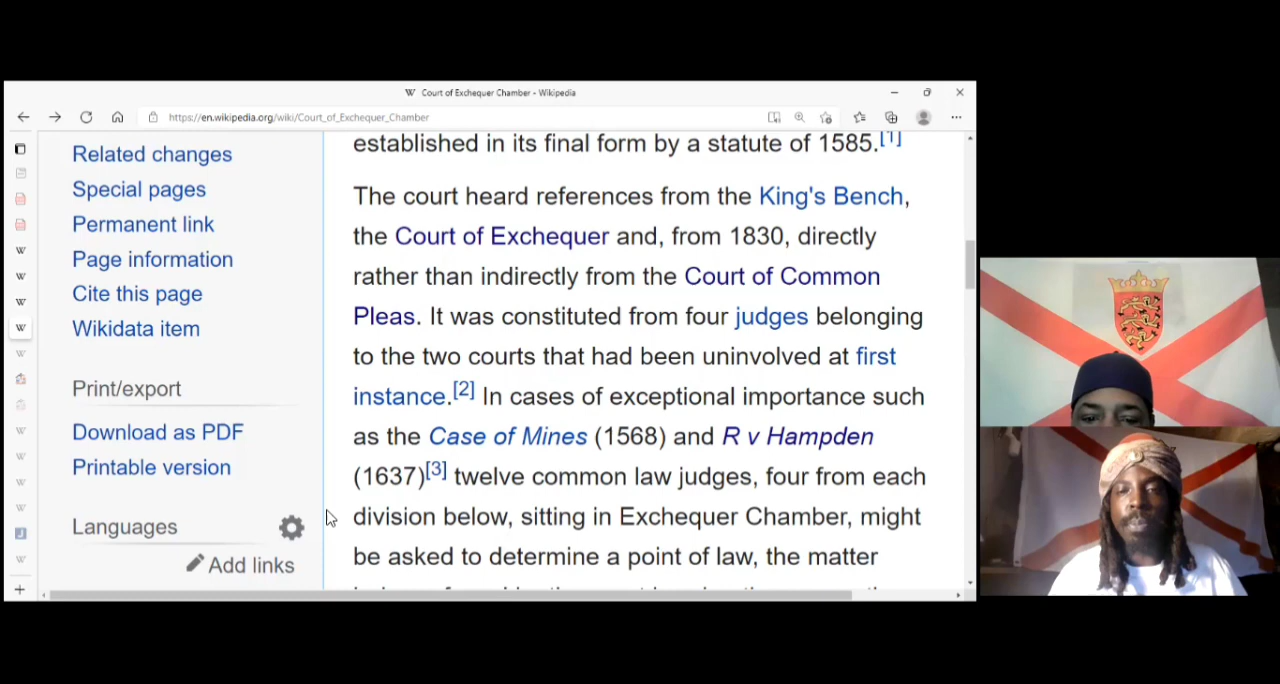 Court of Exchequer Chamber - Wikipedia
https://en.wikipedia.org/wiki/Court_of_Exchequer_Chamber
Related changes
Special pages
Permanent link
Page information
Cite this page
Wikidata item
Print/export
Download as PDF
Printable version
Languages
Add links
established in its final form by a statute of 1585.[1]
The court heard references from the King's Bench,
the Court of Exchequer and, from 1830, directly
rather than indirectly from the Court of Common
Pleas. It was constituted from four judges belonging
to the two courts that had been uninvolved at first
instance.[2] In cases of exceptional importance such
as the Case of Mines (1568) and R v Hampden
(1637)[3] twelve common law judges, four from each
division below, sitting in Exchequer Chamber, might
be asked to determine a point of law, the matter